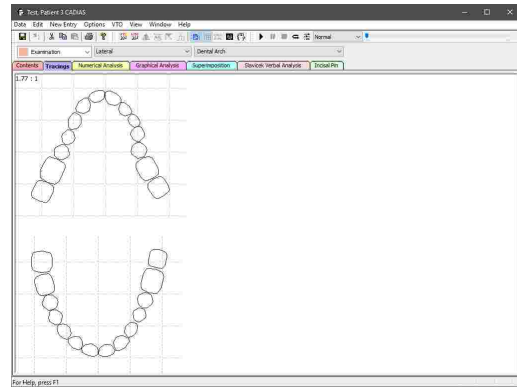 Test, Patient 3 CADIAS
Data Edit New Entry Options VTO View Window Help
Normal
Examination Lateral Dental Arch
Contents Tracings Numerical Analysis Graphical Analysis Superimposition Slavicek Verbal Analysis Incisal Pin
1.77 : 1
For Help, press F1